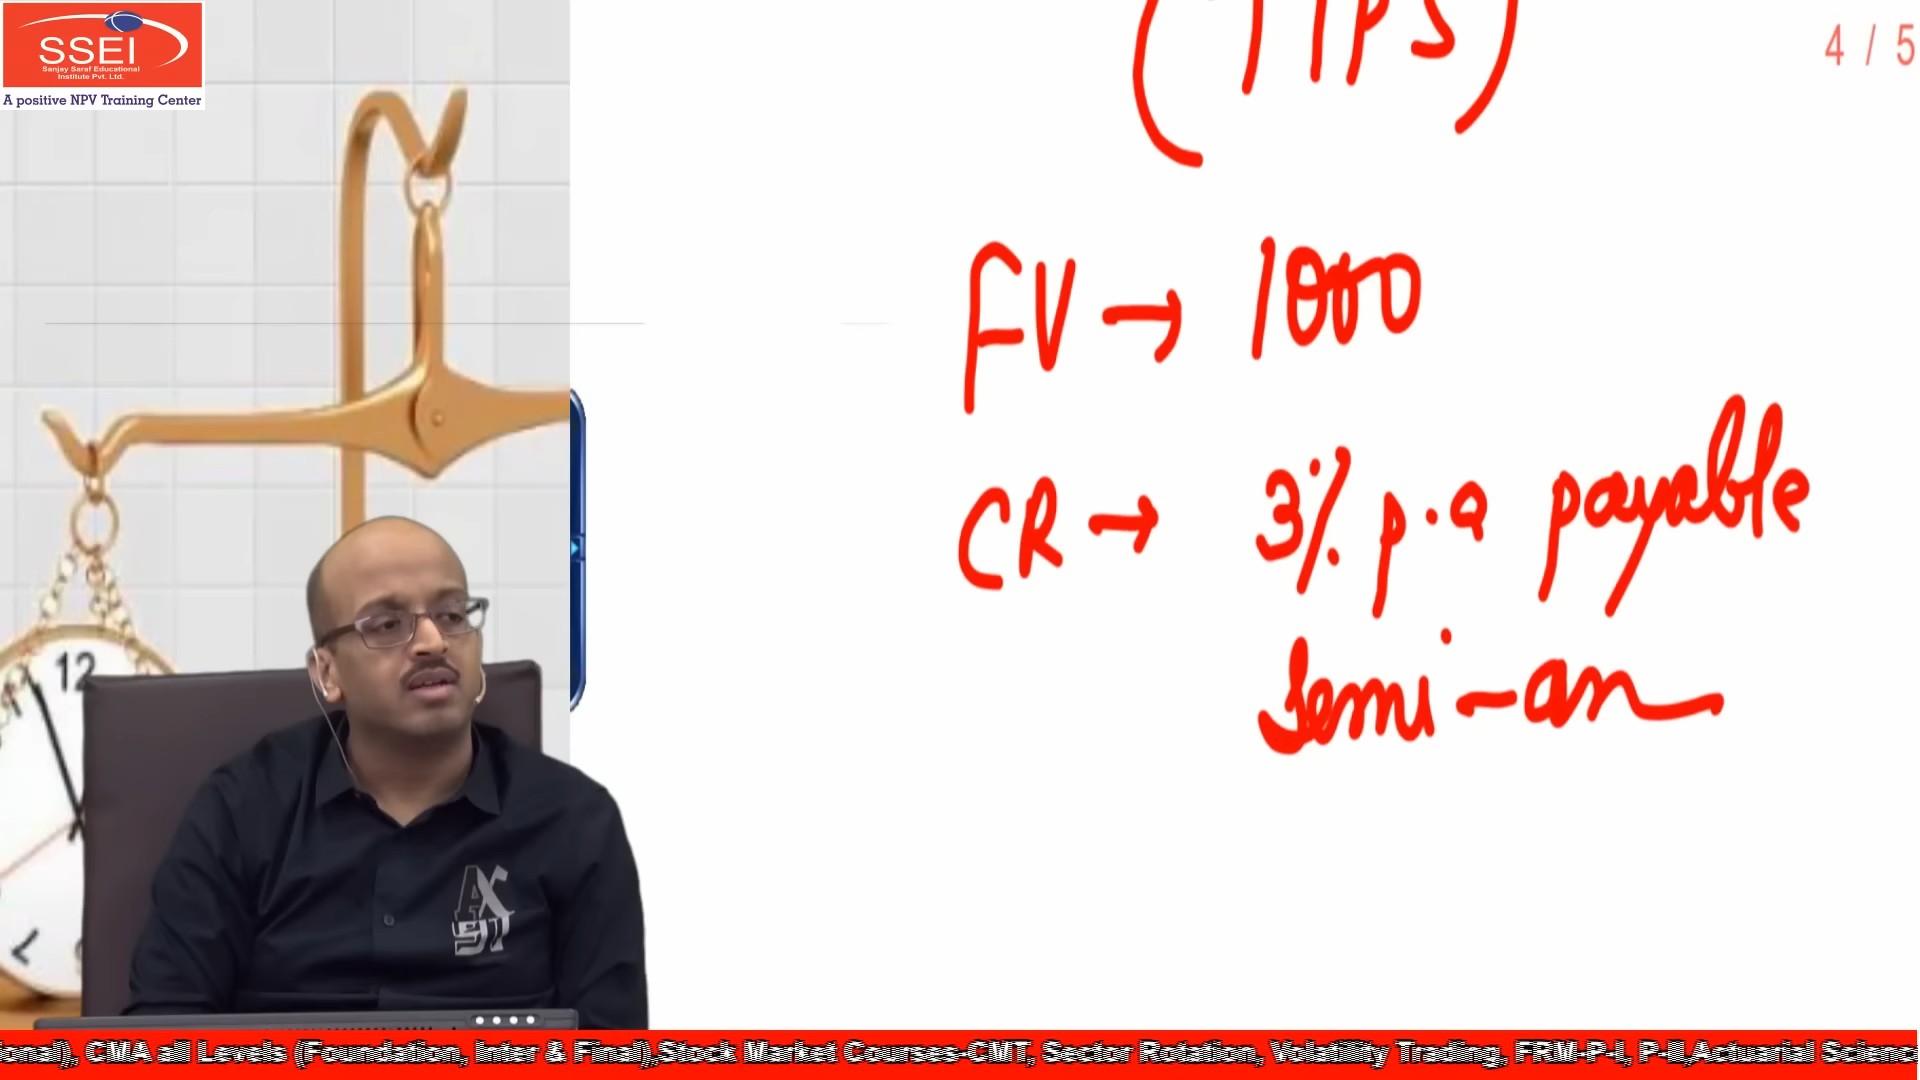 SSEI
Sanjay Saraf Educational
Institute Pvt. Ltd.
A positive NPV Training Center
4 / 5
(TIPS)
FV → 1000
CR → 3% p.a payable
Semi-an
12
ional), CMA all Levels (Foundation, Inter & Final),Stock Market Courses-CMT, Sector Rotation, Volatility Trading, FRM-P-I, P-II,Actuarial Science